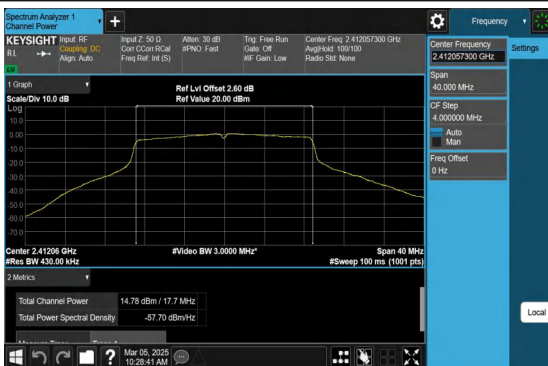 Spectrum Analyzer 1
Channel Power
+
Frequency
KEYSIGHT
RL
Input: RF
Coupling: DC
Align: Auto
Input Z: 50 Ω
Corr CCorr RCal
Freq Ref: Int (S)
Atten: 30 dB
#PNO: Fast
Trig: Free Run
Gate: Off
#IF Gain: Low
Center Freq: 2.412057300 GHz
Avg|Hold: 100/100
Radio Std: None
Center Frequency
2.412057300 GHz
Settings
Span
40.000 MHz
CF Step
4.000000 MHz
Auto
Man
Freq Offset
0 Hz
1 Graph
Scale/Div 10.0 dB
Ref Lvl Offset 2.60 dB
Ref Value 20.00 dBm
Log
10.0
0.00
-10.0
-20.0
-30.0
-40.0
-50.0
-60.0
-70.0
Center 2.41206 GHz
#Res BW 430.00 kHz
#Video BW 3.0000 MHz*
Span 40 MHz
#Sweep 100 ms (1001 pts)
2 Metrics
Total Channel Power 14.78 dBm / 17.7 MHz
Total Power Spectral Density -57.70 dBm/Hz
Local
?
Mar 05, 2025
10:28:41 AM